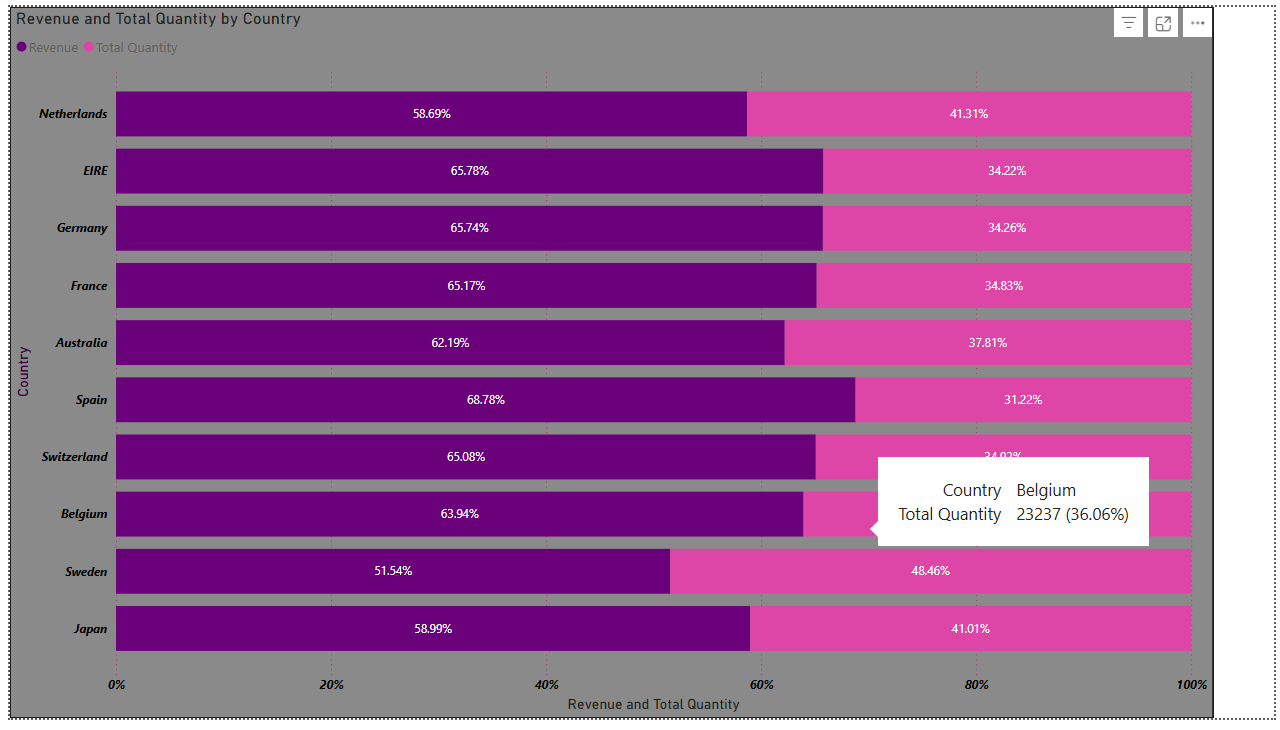 Revenue and Total Quantity by Country
Revenue Total Quantity
Netherlands 58.69% 41.31%
EIRE 65.78% 34.22%
Germany 65.74% 34.26%
France 65.17% 34.83%
Australia 62.19% 37.81%
Spain 68.78% 31.22%
Switzerland 65.08% 34.92%
Belgium 63.94%
Country Belgium
Total Quantity 23237 (36.06%)
Sweden 51.54% 48.46%
Japan 58.99% 41.01%
0% 20% 40% 60% 80% 100%
Revenue and Total Quantity
Country